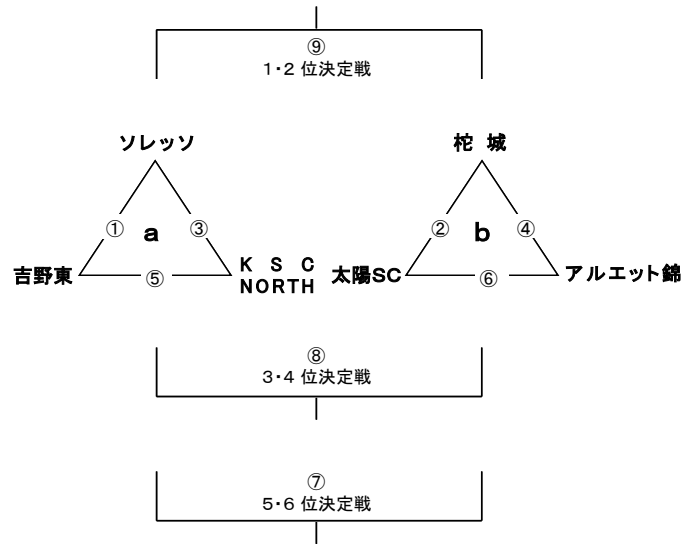 ⑨
1・2 位決定戦
ソレッソ
柁 城
① a ③
② b ④
吉野東
⑤
K S C
NORTH
太陽SC
⑥
アルエット錦
⑧
3・4 位決定戦
⑦
5・6 位決定戦